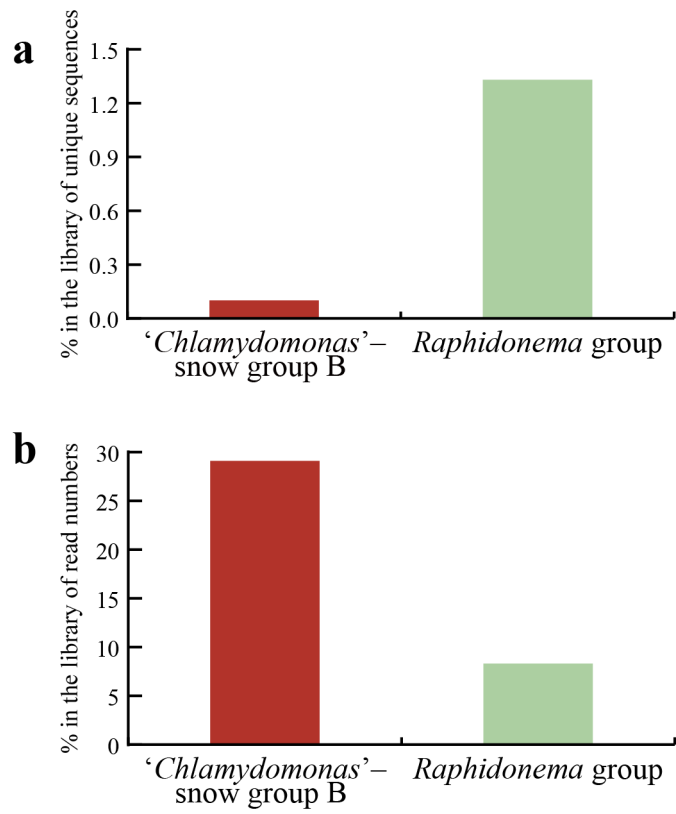 a
% in the library of unique sequences
1.5
1.2
0.9
0.6
0.3
0.0
‘Chlamydomonas’–
snow group B
Raphidonema group
b
% in the library of read numbers
30
25
20
15
10
5
0
‘Chlamydomonas’–
snow group B
Raphidonema group